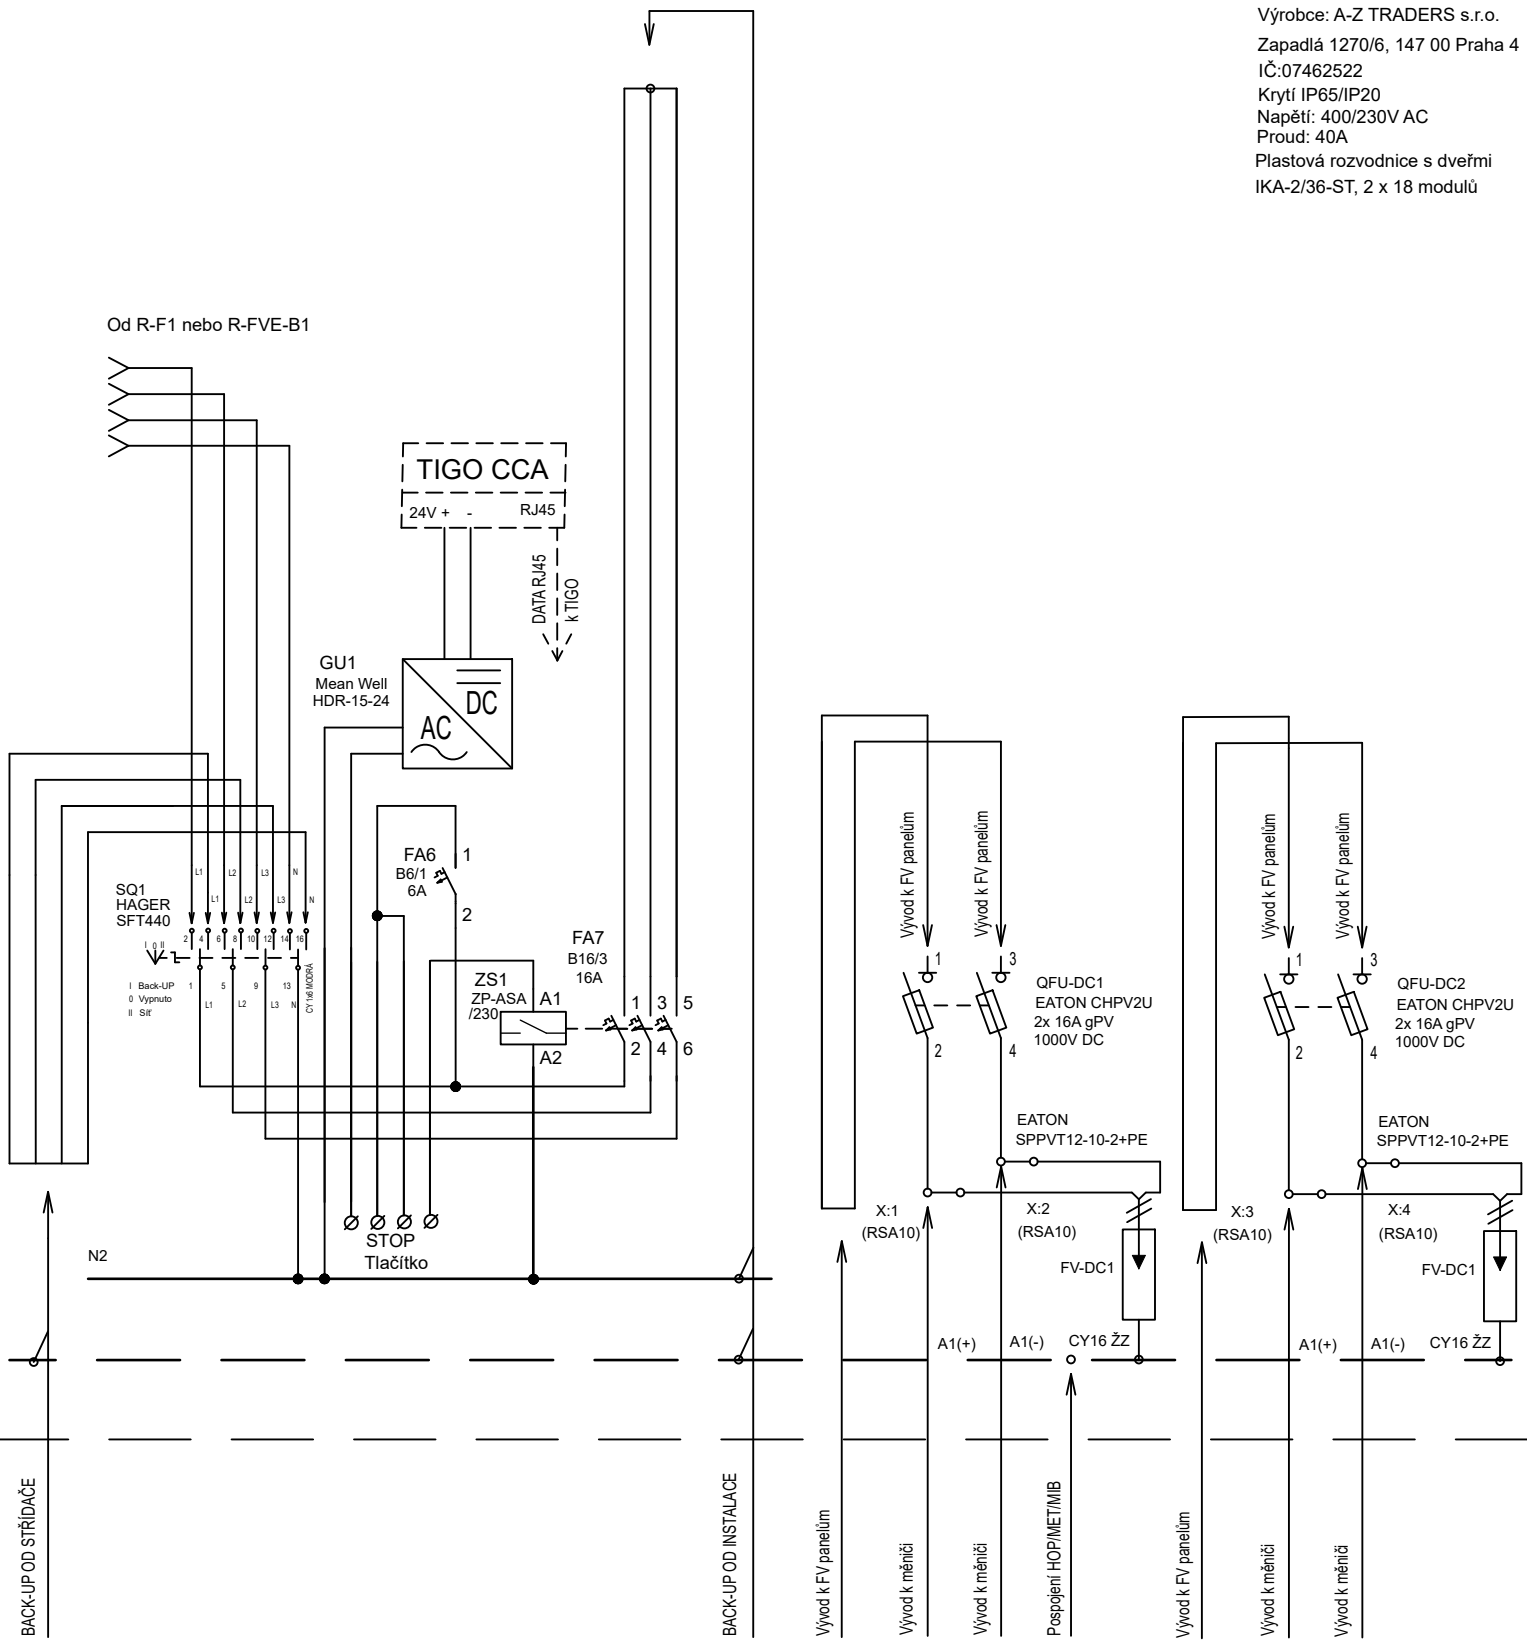 Výrobce: A-Z TRADERS s.r.o.
Zapadlá 1270/6, 147 00 Praha 4
IČ:07462522
Krytí IP65/IP20
Napětí: 400/230V AC
Proud: 40A
Plastová rozvodnice s dveřmi
IKA-2/36-ST, 2 x 18 modulů
Od R-F1 nebo R-FVE-B1
TIGO CCA
24V + - RJ45
DATA RJ45
k TIGO
GU1
Mean Well
HDR-15-24
AC
DC
SQ1
HAGER
SFT440
L1 L2 L3 N
L1 L2 L3 N
2 4 6 8 10 12 14 16
I 0 II
I Back-UP
0 Vypnuto
II Síť
1 5 9 13
L1 L2 L3 N
CY 1x6 MODRÁ
FA6
B6/1
6A
1
2
ZS1
ZP-ASA
/230
A1
A2
FA7
B16/3
16A
1 3 5
2 4 6
STOP
Tlačítko
N2
Vývod k FV panelům
Vývod k FV panelům
1 3
2 4
QFU-DC1
EATON CHPV2U
2x 16A gPV
1000V DC
EATON
SPPVT12-10-2+PE
X:1
(RSA10)
X:2
(RSA10)
FV-DC1
A1(+) A1(-) CY16 ŽZ
Vývod k FV panelům
Vývod k FV panelům
1 3
2 4
QFU-DC2
EATON CHPV2U
2x 16A gPV
1000V DC
EATON
SPPVT12-10-2+PE
X:3
(RSA10)
X:4
(RSA10)
FV-DC1
A1(+) A1(-) CY16 ŽZ
BACK-UP OD STŘÍDAČE
BACK-UP OD INSTALACE
Vývod k FV panelům
Vývod k měniči
Vývod k měniči
Pospojení HOP/MET/MIB
Vývod k FV panelům
Vývod k měniči
Vývod k měniči